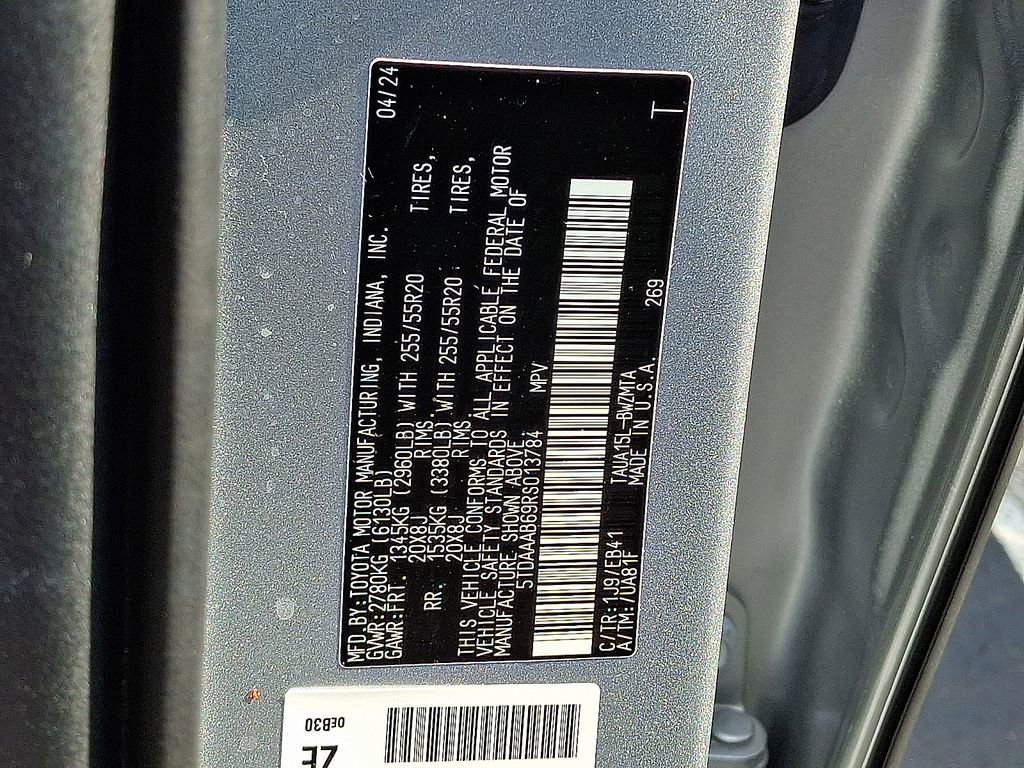 MFD.BY:TOYOTA MOTOR MANUFACTURING, INDIANA, INC. 04/24
GVWR:2780KG (6130LB)
GAWR:FRT. 1345KG (2960LB) WITH 255/55R20 TIRES,
20X8J RIMS.
RR. 1535KG (3380LB) WITH 255/55R20 TIRES,
20X8J RIMS.
THIS VEHICLE CONFORMS TO ALL APPLICABLE FEDERAL MOTOR
VEHICLE SAFETY STANDARDS IN EFFECT ON THE DATE OF
MANUFACTURE SHOWN ABOVE.
5TDAAAB69RS013784 MPV
C/TR:1J9/EB41 TAUA15L-BWZMTA 269
A/TM:/UA81F MADE IN U.S.A. T
0EB30
ZE